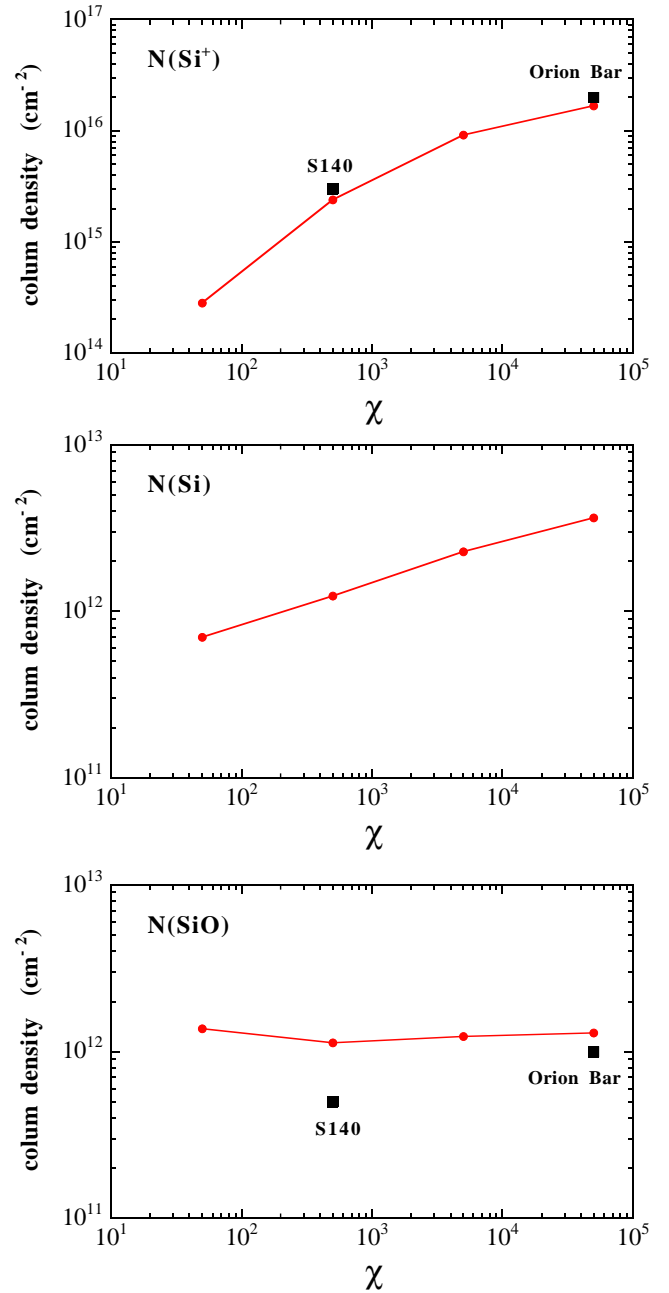 10^17
N(Si^+)
Orion Bar
10^16
S140
colum density (cm^-2)
10^15
10^14
10^1 10^2 10^3 10^4 10^5
χ
10^13
N(Si)
colum density (cm^-2)
10^12
10^11
10^1 10^2 10^3 10^4 10^5
χ
10^13
N(SiO)
colum density (cm^-2)
10^12
Orion Bar
S140
10^11
10^1 10^2 10^3 10^4 10^5
χ